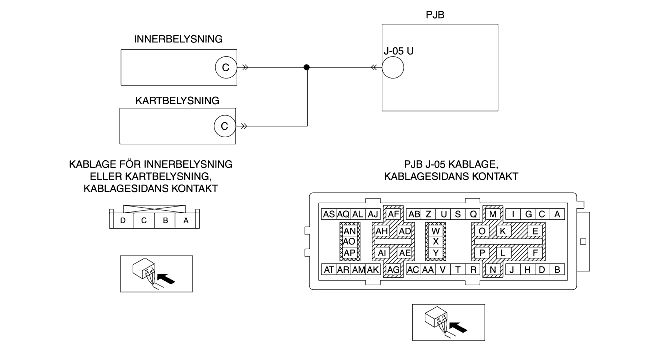 PJB
INNERBELYSNING
J-05 U
C
KARTBELYSNING
C
KABLAGE FÖR INNERBELYSNING
ELLER KARTBELYSNING,
KABLAGESIDANS KONTAKT
D C B A
PJB J-05 KABLAGE,
KABLAGESIDANS KONTAKT
AS AQ AL AJ AF AB Z U S Q M I G C A
AN AH AD W O K E
AO X
AP AI AE Y P L F
AT AR AM AK AG AC AA V T R N J H D B